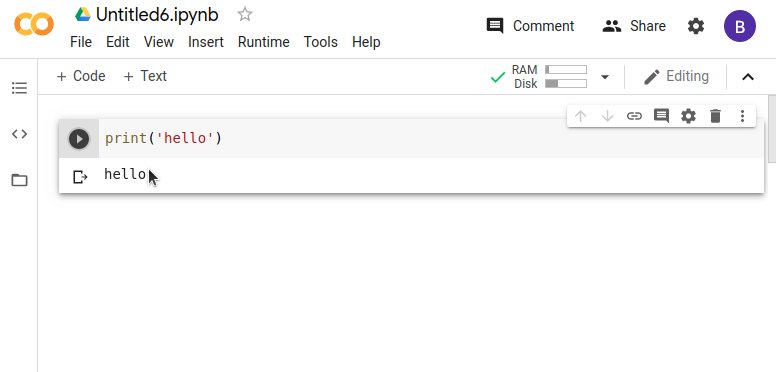 Untitled6.ipynb
Comment
Share
B
File Edit View Insert Runtime Tools Help
+ Code + Text
RAM
Disk
Editing
print('hello')
hello